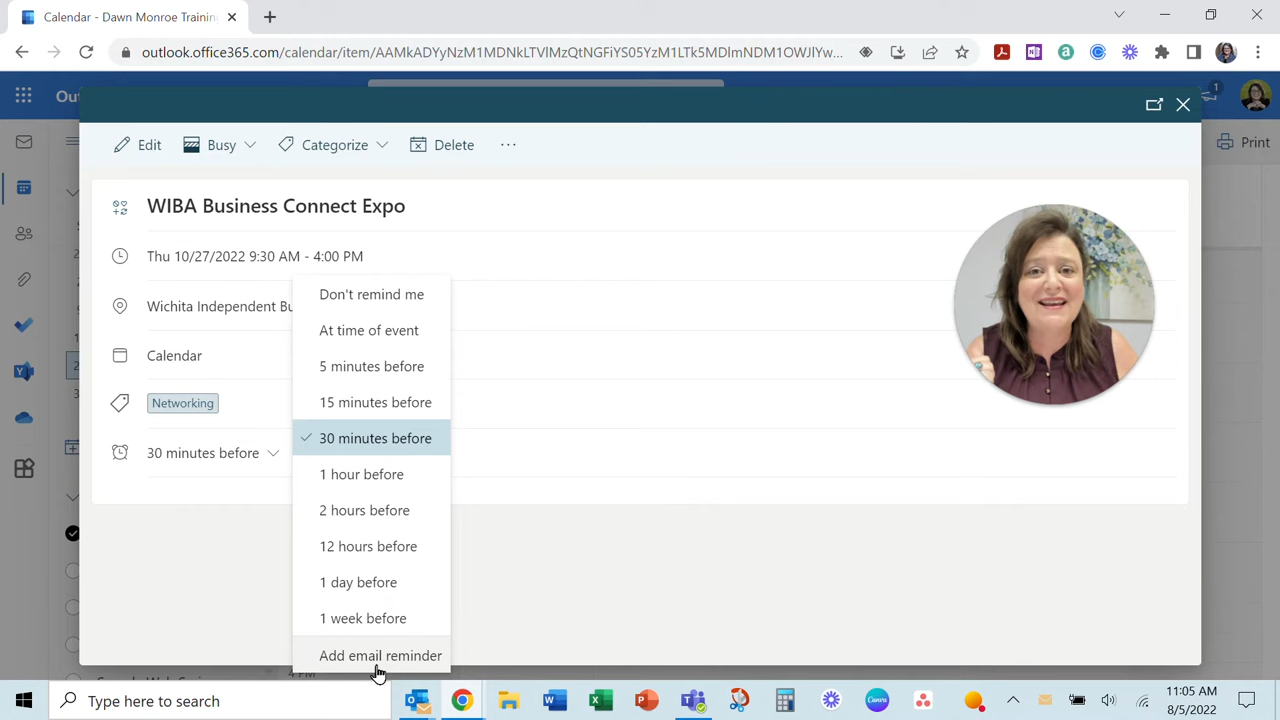 Calendar - Dawn Monroe Trainin
outlook.office365.com/calendar/item/AAMkADYyNzM1MDNkLTVlMzQtNGFiYS05YzM1LTk5MDlmNDM1OWJlYw...
Ou
1
Edit
Busy
Categorize
Delete
Print
WIBA Business Connect Expo
Thu 10/27/2022 9:30 AM - 4:00 PM
Wichita Independent Bu
Calendar
Networking
30 minutes before
Don't remind me
At time of event
5 minutes before
15 minutes before
30 minutes before
1 hour before
2 hours before
12 hours before
1 day before
1 week before
Add email reminder
4 PM
Type here to search
11:05 AM
8/5/2022